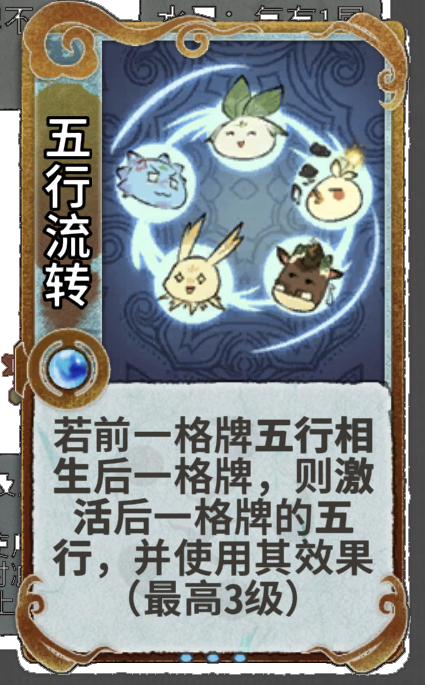 五行流转
若前一格牌五行相
生后一格牌，则激
活后一格牌的五
行，并使用其效果
（最高3级）